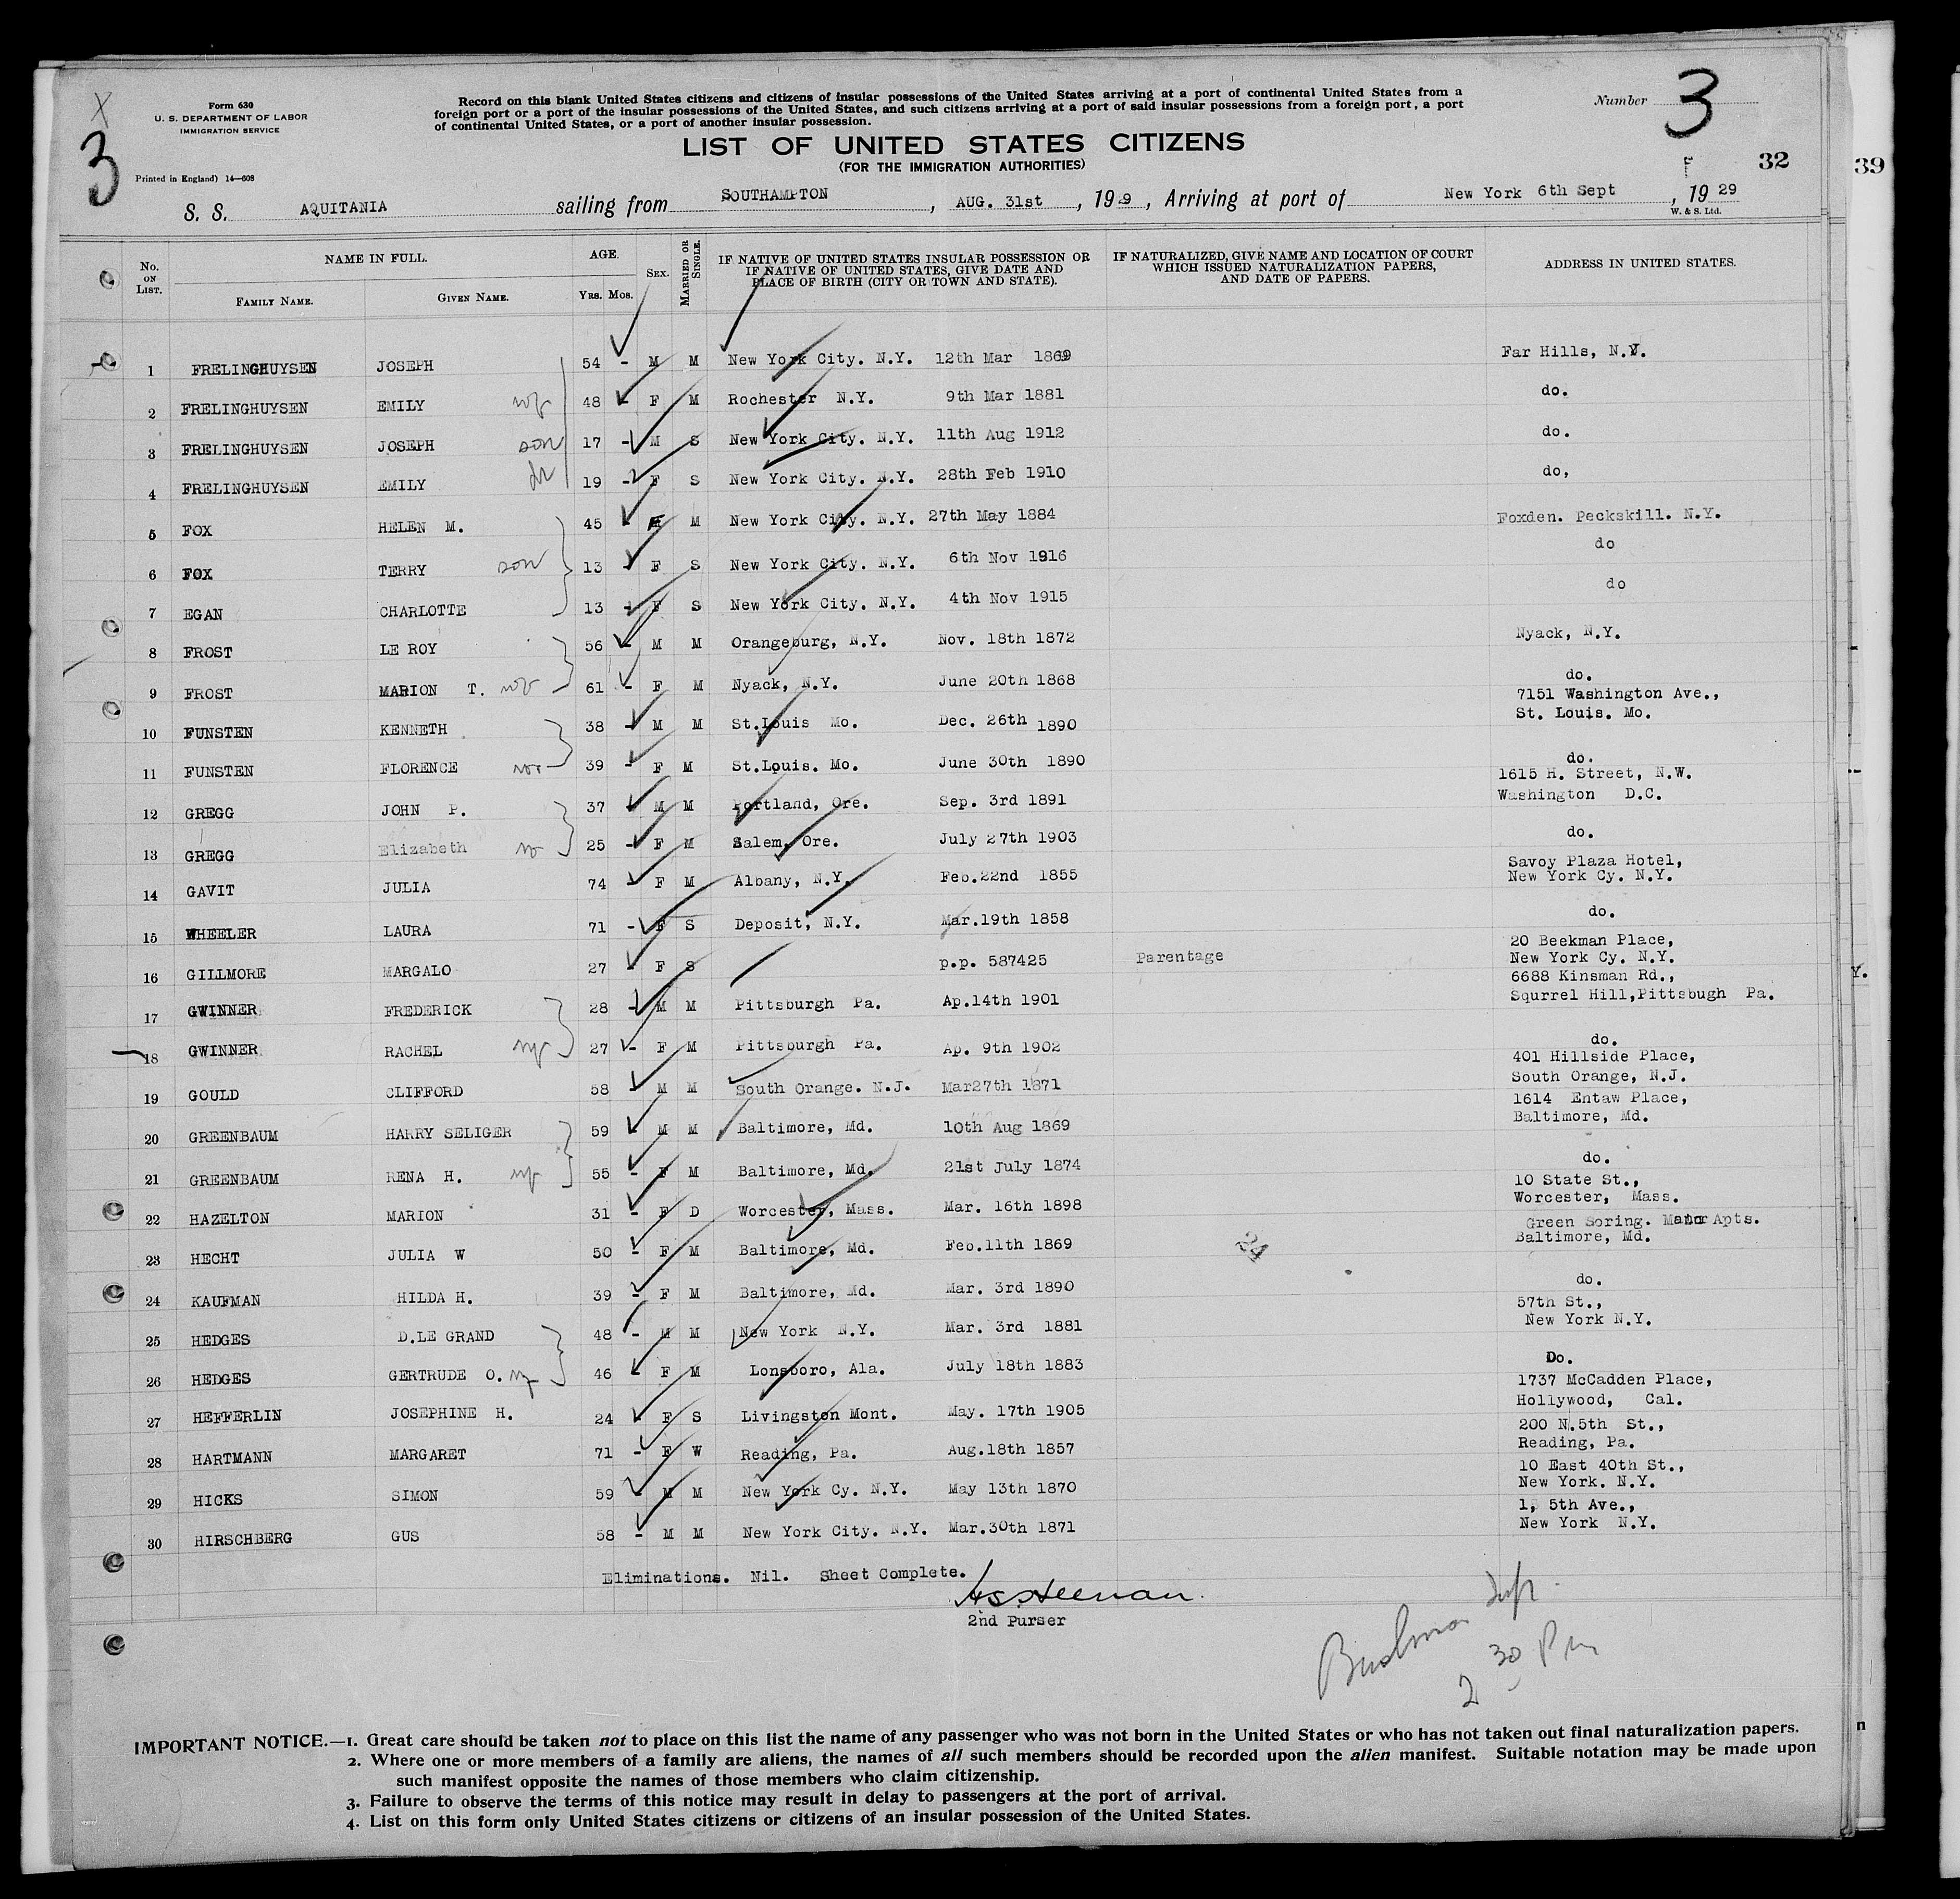 Form 630
U. S. DEPARTMENT OF LABOR
IMMIGRATION SERVICE
Printed in England) 14—608
X
3
Record on this blank United States citizens and citizens of insular possessions of the United States arriving at a port of continental United States from a
foreign port or a port of the insular possessions of the United States, and such citizens arriving at a port of said insular possessions from a foreign port, a port
of continental United States, or a port of another insular possession.
Number 3
LIST OF UNITED STATES CITIZENS
(FOR THE IMMIGRATION AUTHORITIES)
32
39
S. S. AQUITANIA sailing from SOUTHAMPTON, AUG. 31st, 19 9, Arriving at port of New York 6th Sept, 19 29
W. & S. Ltd.
No. ON LIST. NAME IN FULL. FAMILY NAME. GIVEN NAME. AGE. YRS. MOS. SEX. MARRIED OR SINGLE. IF NATIVE OF UNITED STATES INSULAR POSSESSION OR IF NATIVE OF UNITED STATES, GIVE DATE AND PLACE OF BIRTH (CITY OR TOWN AND STATE). IF NATURALIZED, GIVE NAME AND LOCATION OF COURT WHICH ISSUED NATURALIZATION PAPERS, AND DATE OF PAPERS. ADDRESS IN UNITED STATES.
1 FRELINGHUYSEN JOSEPH 54 - M M New York City. N.Y. 12th Mar 1869 Far Hills, N.J.
2 FRELINGHUYSEN EMILY wf 48 - F M Rochester N.Y. 9th Mar 1881 do.
3 FRELINGHUYSEN JOSEPH son 17 - M S New York City. N.Y. 11th Aug 1912 do.
4 FRELINGHUYSEN EMILY dr 19 - F S New York City. N.Y. 28th Feb 1910 do,
5 FOX HELEN M. 45 F M New York City. N.Y. 27th May 1884 Foxden. Peckskill. N.Y.
6 FOX TERRY son 13 - F S New York City. N.Y. 6th Nov 1916 do
7 EGAN CHARLOTTE 13 - F S New York City. N.Y. 4th Nov 1915 do
8 FROST LE ROY 56 - M M Orangeburg, N.Y. Nov. 18th 1872 Nyack, N.Y.
9 FROST MARION T. wf 61 - F M Nyack, N.Y. June 20th 1868 do.
10 FUNSTEN KENNETH 38 - M M St.Louis Mo. Dec. 26th 1890 7151 Washington Ave., St. Louis. Mo.
11 FUNSTEN FLORENCE 39 - F M St.Louis. Mo. June 30th 1890 do.
12 GREGG JOHN P. 37 - M M Portland, Ore. Sep. 3rd 1891 1615 H. Street, N.W. Washington D.C.
13 GREGG Elizabeth 25 - F M Salem, Ore. July 27th 1903 do.
14 GAVIT JULIA 74 - F M Albany, N.Y. Feb.22nd 1855 Savoy Plaza Hotel, New York Cy. N.Y.
15 WHEELER LAURA 71 - F S Deposit, N.Y. Mar.19th 1858 do.
16 GILLMORE MARGALO 27 - F S p.p. 587425 Parentage 20 Beekman Place, New York Cy. N.Y.
17 GWINNER FREDERICK 28 - M M Pittsburgh Pa. Ap.14th 1901 6688 Kinsman Rd., Squrrel Hill,Pittsbugh Pa.
18 GWINNER RACHEL wf 27 - F M Pittsburgh Pa. Ap. 9th 1902 do.
19 GOULD CLIFFORD 58 - M M South Orange. N.J. Mar27th 1871 401 Hillside Place, South Orange, N.J.
20 GREENBAUM HARRY SELIGER 59 - M M Baltimore, Md. 10th Aug 1869 1614 Entaw Place, Baltimore, Md.
21 GREENBAUM RENA H. wf 55 - F M Baltimore, Md. 21st July 1874 do.
22 HAZELTON MARION 31 - F D Worcester, Mass. Mar. 16th 1898 10 State St., Worcester, Mass.
23 HECHT JULIA W 50 - F M Baltimore, Md. Feb.11th 1869 24 Green Soring. Manor Apts. Baltimore, Md.
24 KAUFMAN HILDA H. 39 - F M Baltimore, Md. Mar. 3rd 1890 do.
25 HEDGES D.LE GRAND 48 - M M New York N.Y. Mar. 3rd 1881 57th St., New York N.Y.
26 HEDGES GERTRUDE O. wf 46 - F M Lonsboro, Ala. July 18th 1883 Do.
27 HEFFERLIN JOSEPHINE H. 24 - F S Livingston Mont. May. 17th 1905 1737 McCadden Place, Hollywood, Cal.
28 HARTMANN MARGARET 71 - F W Reading, Pa. Aug.18th 1857 200 N.5th St., Reading, Pa.
29 HICKS SIMON 59 - M M New York Cy. N.Y. May 13th 1870 10 East 40th St., New York. N.Y.
30 HIRSCHBERG GUS 58 - M M New York City. N.Y. Mar.30th 1871 1, 5th Ave., New York N.Y.
Eliminations. Nil. Sheet Complete.
2nd Purser
2 30 Pm
IMPORTANT NOTICE.—1. Great care should be taken not to place on this list the name of any passenger who was not born in the United States or who has not taken out final naturalization papers.
2. Where one or more members of a family are aliens, the names of all such members should be recorded upon the alien manifest. Suitable notation may be made upon
such manifest opposite the names of those members who claim citizenship.
3. Failure to observe the terms of this notice may result in delay to passengers at the port of arrival.
4. List on this form only United States citizens or citizens of an insular possession of the United States.